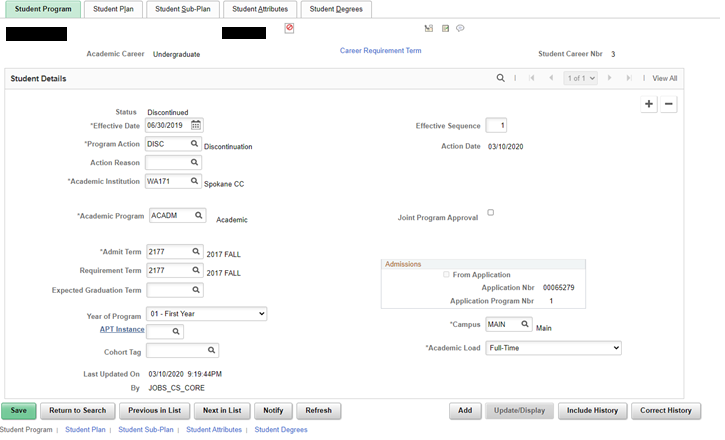 Student Program Student Plan Student Sub-Plan Student Attributes Student Degrees
Academic Career Undergraduate Career Requirement Term Student Career Nbr 3
Student Details 1 of 1 View All
Status Discontinued
*Effective Date 06/30/2019 Effective Sequence 1
*Program Action DISC Discontinuation Action Date 03/10/2020
Action Reason
*Academic Institution WA171 Spokane CC
*Academic Program ACADM Academic Joint Program Approval
*Admit Term 2177 2017 FALL
Admissions
Requirement Term 2177 2017 FALL From Application
Expected Graduation Term Application Nbr 00065279
Application Program Nbr 1
Year of Program 01 - First Year
APT Instance *Campus MAIN Main
Cohort Tag *Academic Load Full-Time
Last Updated On 03/10/2020 9:19:44PM
By JOBS_CS_CORE
Save Return to Search Previous in List Next in List Notify Refresh Add Update/Display Include History Correct History
Student Program | Student Plan | Student Sub-Plan | Student Attributes | Student Degrees